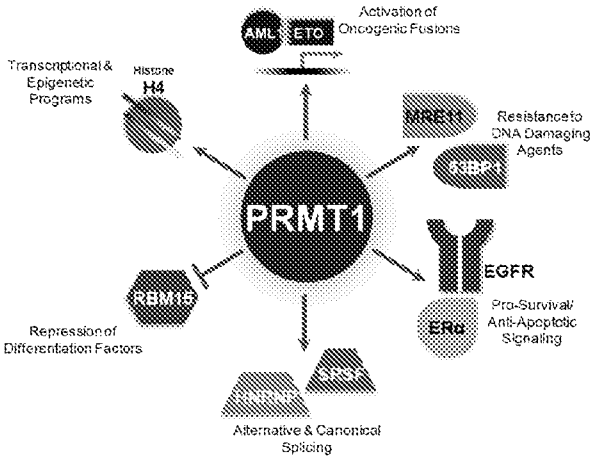 AML ETO
Activation of
Oncogenic Fusions
Transcriptional &
Epigenetic
Programs
Histone
H4
MRE11
53BP1
Resistance to
DNA Damaging
Agents
PRMT1
EGFR
ERα
Pro-Survival/
Anti-Apoptotic
Signaling
RBM15
Repression of
Differentiation Factors
HNRNP
SRSF
Alternative & Canonical
Splicing